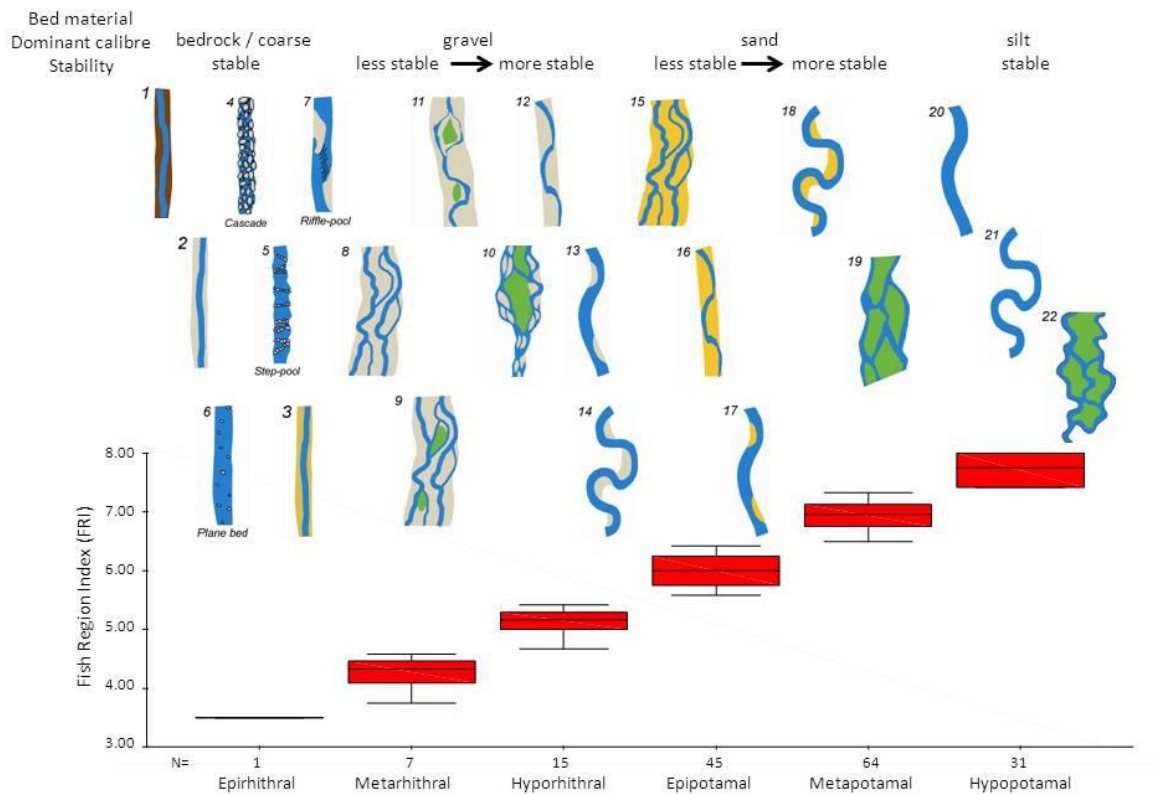 Bed material
Dominant calibre
Stability
bedrock / coarse
stable
gravel
less stable → more stable
sand
less stable → more stable
silt
stable
1
4
7
11
12
15
18
20
Cascade
Riffle-pool
21
2
5
8
10
13
16
19
22
Step-pool
6
3
9
14
17
Plane bed
Fish Region Index (FRI)
8.00
7.00
6.00
5.00
4.00
3.00
N= 1 7 15 45 64 31
Epirhithral Metarhithral Hyporhithral Epipotamal Metapotamal Hypopotamal